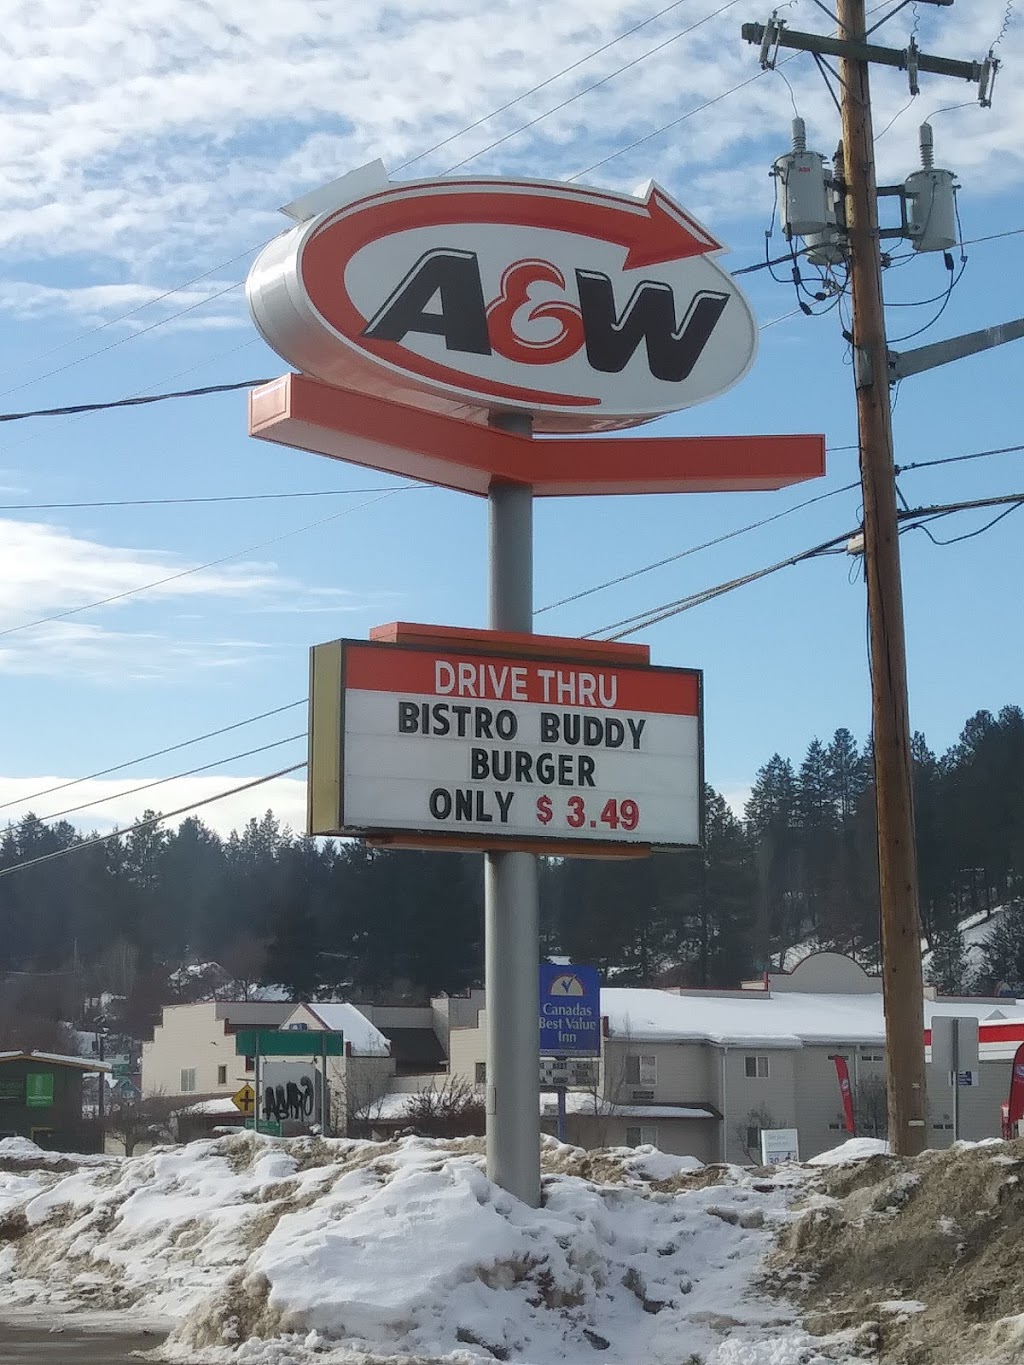 A&W
DRIVE THRU
BISTRO BUDDY
BURGER
ONLY $3.49
Canadas
Best Value
Inn